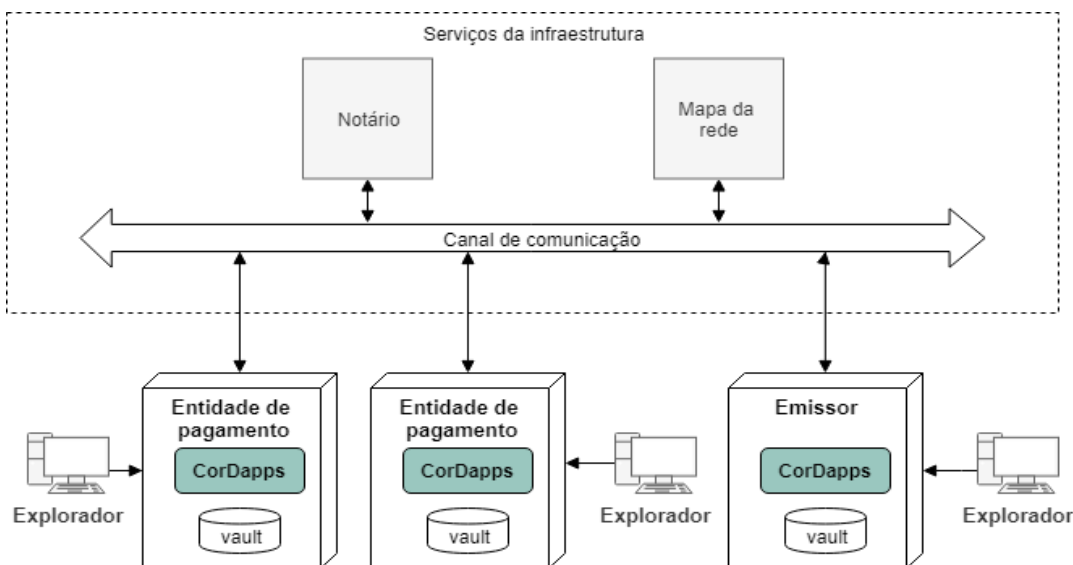 Serviços da infraestrutura
Notário
Mapa da
rede
Canal de comunicação
Entidade de
pagamento
CorDapps
vault
Explorador
Entidade de
pagamento
CorDapps
vault
Explorador
Emissor
CorDapps
vault
Explorador